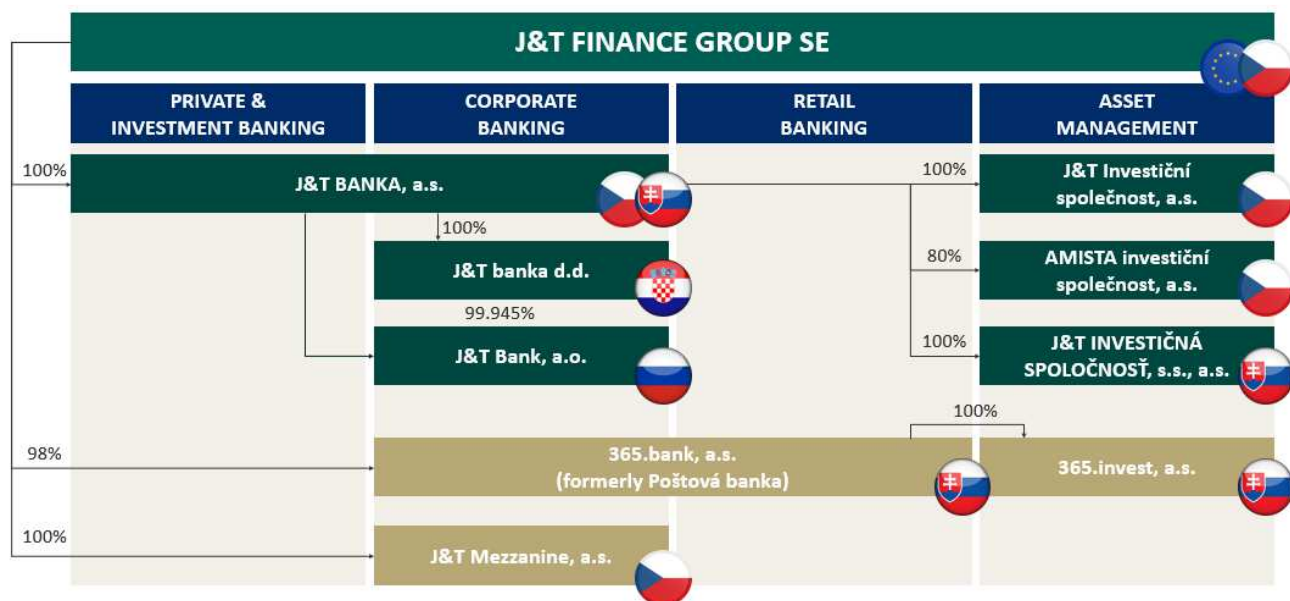 J&T FINANCE GROUP SE
PRIVATE &
INVESTMENT BANKING
CORPORATE
BANKING
RETAIL
BANKING
ASSET
MANAGEMENT
100%
J&T BANKA, a.s.
100%
J&T Investiční
společnost, a.s.
100%
J&T banka d.d.
80%
AMISTA investiční
společnost, a.s.
99.945%
J&T Bank, a.o.
100%
J&T INVESTIČNÁ
SPOLOČNOSŤ, s.s., a.s.
100%
98%
365.bank, a.s.
(formerly Poštová banka)
365.invest, a.s.
100%
J&T Mezzanine, a.s.